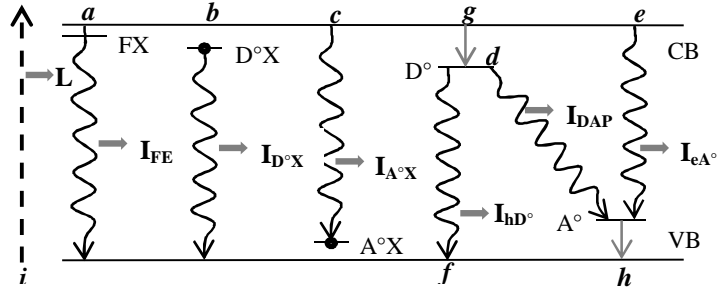 a b c g e
FX D°X D° d CB
L
I_FE I_D°X I_A°X I_hD° I_DAP I_eA°
A°X A° VB
i f h